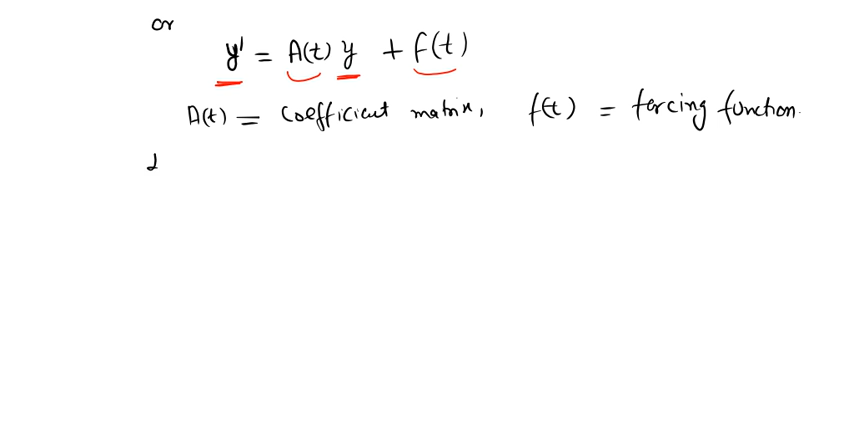 or
y' = A(t) y + f(t)
A(t) = coefficient matrix, f(t) = forcing function.